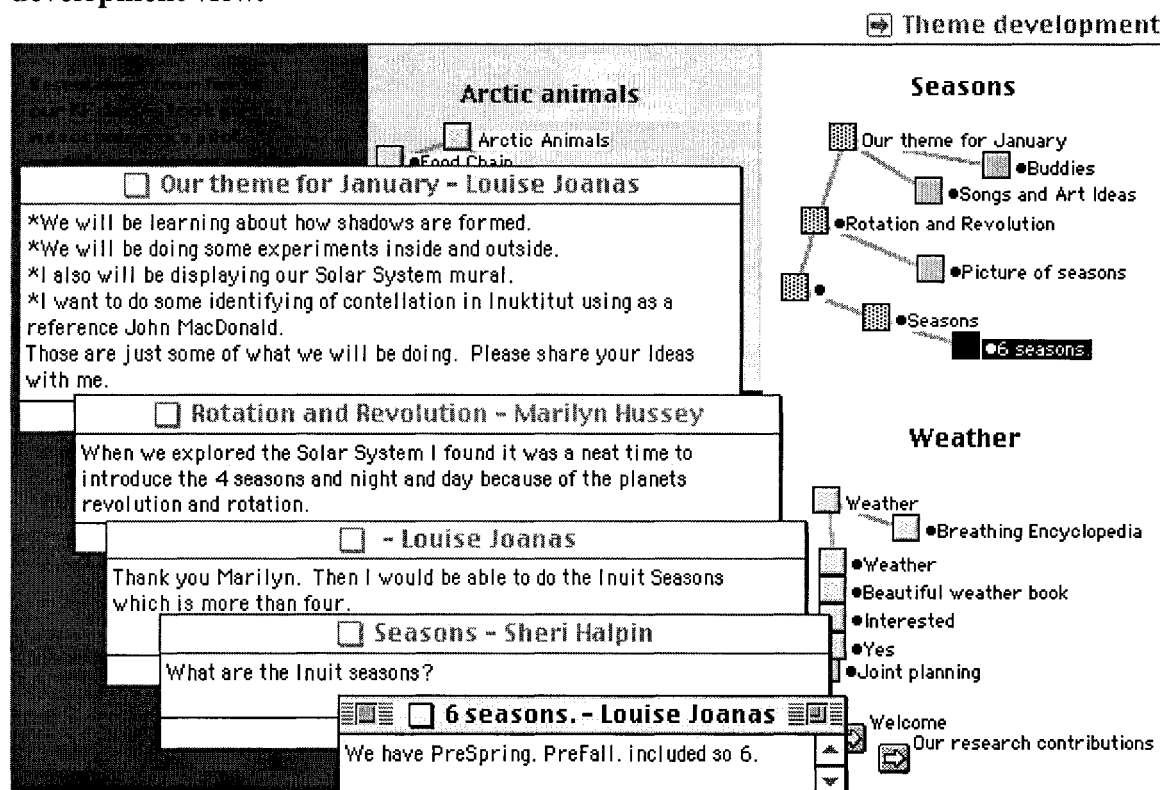 development view.
Theme development
Arctic animals
Arctic Animals
•Food Chain
Seasons
Our theme for January
•Buddies
•Songs and Art Ideas
•Rotation and Revolution
•Picture of seasons
•
•Seasons
•6 seasons
Our theme for January - Louise Joanas
*We will be learning about how shadows are formed.
*We will be doing some experiments inside and outside.
*I also will be displaying our Solar System mural.
*I want to do some identifying of contellation in Inuktitut using as a
reference John MacDonald.
Those are just some of what we will be doing. Please share your Ideas
with me.
Rotation and Revolution - Marilyn Hussey
When we explored the Solar System I found it was a neat time to
introduce the 4 seasons and night and day because of the planets
revolution and rotation.
- Louise Joanas
Thank you Marilyn. Then I would be able to do the Inuit Seasons
which is more than four.
Seasons - Sheri Halpin
What are the Inuit seasons?
6 seasons. - Louise Joanas
We have PreSpring. PreFall. included so 6.
Weather
Weather
•Breathing Encyclopedia
•Weather
•Beautiful weather book
•Interested
•Yes
•Joint planning
Welcome
Our research contributions